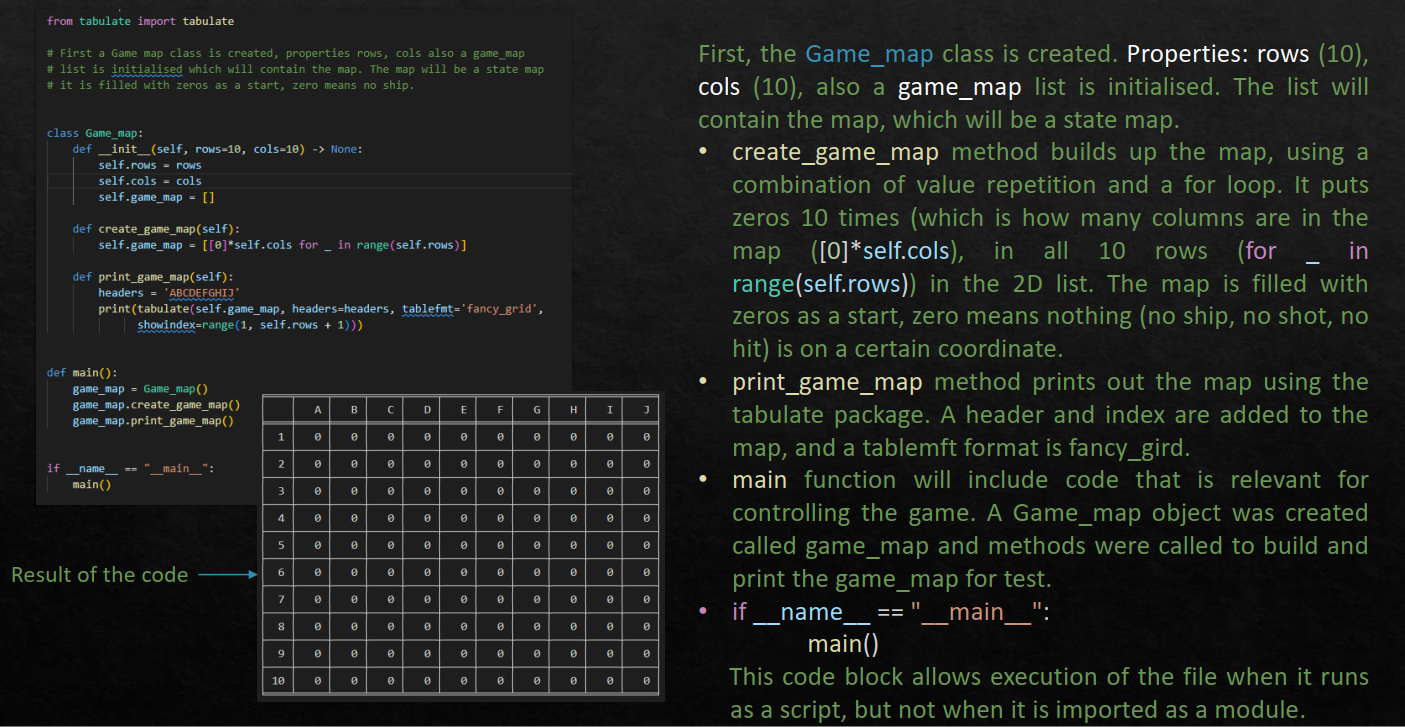 from tabulate import tabulate
# First a Game map class is created, properties rows, cols also a game_map
# list is initialised which will contain the map. The map will be a state map
# it is filled with zeros as a start, zero means no ship.
class Game_map:
def __init__(self, rows=10, cols=10) -> None:
self.rows = rows
self.cols = cols
self.game_map = []
def create_game_map(self):
self.game_map = [[0]*self.cols for _ in range(self.rows)]
def print_game_map(self):
headers = 'ABCDEFGHIJ'
print(tabulate(self.game_map, headers=headers, tablefmt='fancy_grid',
showindex=range(1, self.rows + 1)))
def main():
game_map = Game_map()
game_map.create_game_map()
game_map.print_game_map()
if __name__ == "__main__":
main()
A B C D E F G H I J
1 0 0 0 0 0 0 0 0 0 0
2 0 0 0 0 0 0 0 0 0 0
3 0 0 0 0 0 0 0 0 0 0
4 0 0 0 0 0 0 0 0 0 0
5 0 0 0 0 0 0 0 0 0 0
6 0 0 0 0 0 0 0 0 0 0
7 0 0 0 0 0 0 0 0 0 0
8 0 0 0 0 0 0 0 0 0 0
9 0 0 0 0 0 0 0 0 0 0
10 0 0 0 0 0 0 0 0 0 0
Result of the code
First, the Game_map class is created. Properties: rows (10),
cols (10), also a game_map list is initialised. The list will
contain the map, which will be a state map.
• create_game_map method builds up the map, using a
combination of value repetition and a for loop. It puts
zeros 10 times (which is how many columns are in the
map ([0]*self.cols), in all 10 rows (for _ in
range(self.rows)) in the 2D list. The map is filled with
zeros as a start, zero means nothing (no ship, no shot, no
hit) is on a certain coordinate.
• print_game_map method prints out the map using the
tabulate package. A header and index are added to the
map, and a tablemft format is fancy_gird.
• main function will include code that is relevant for
controlling the game. A Game_map object was created
called game_map and methods were called to build and
print the game_map for test.
• if __name__ == "__main__":
main()
This code block allows execution of the file when it runs
as a script, but not when it is imported as a module.